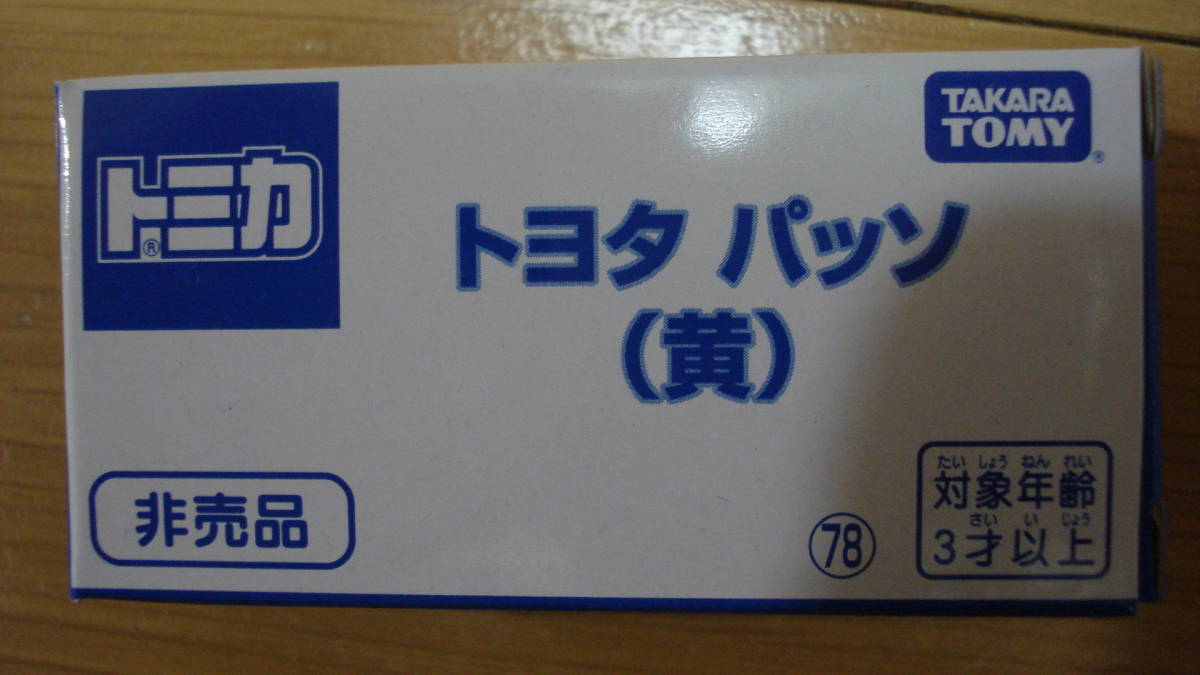 TAKARA
TOMY
®
トミカ
®
トヨタ パッソ
(黄)
非売品
78
たいしょうねんれい
対象年齢
さいいじょう
3才以上